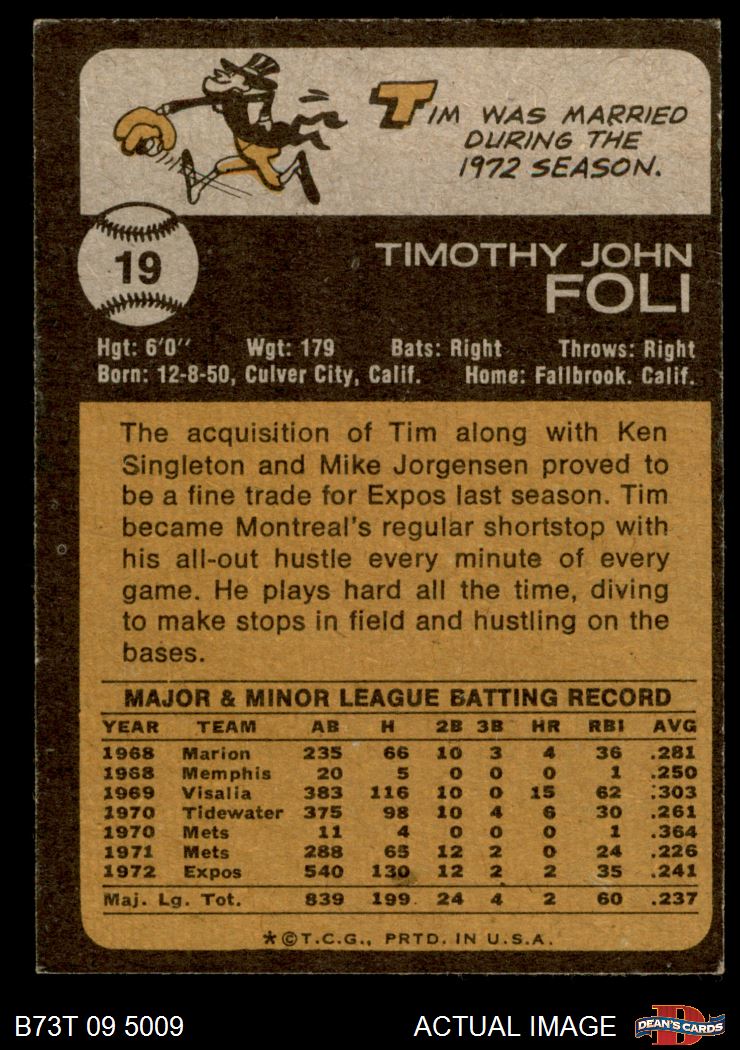 TIM WAS MARRIED
DURING THE
1972 SEASON.
19
TIMOTHY JOHN
FOLI
Hgt: 6'0'' Wgt: 179 Bats: Right Throws: Right
Born: 12-8-50, Culver City, Calif. Home: Fallbrook. Calif.
The acquisition of Tim along with Ken
Singleton and Mike Jorgensen proved to
be a fine trade for Expos last season. Tim
became Montreal's regular shortstop with
his all-out hustle every minute of every
game. He plays hard all the time, diving
to make stops in field and hustling on the
bases.
MAJOR & MINOR LEAGUE BATTING RECORD
YEAR TEAM AB H 2B 3B HR RBI AVG
1968 Marion 235 66 10 3 4 36 .281
1968 Memphis 20 5 0 0 0 1 .250
1969 Visalia 383 116 10 0 15 62 .303
1970 Tidewater 375 98 10 4 6 30 .261
1970 Mets 11 4 0 0 0 1 .364
1971 Mets 288 65 12 2 0 24 .226
1972 Expos 540 130 12 2 2 35 .241
Maj. Lg. Tot. 839 199 24 4 2 60 .237
*©T.C.G., PRTD. IN U.S.A.
B73T 09 5009 ACTUAL IMAGE DEAN'S CARDS